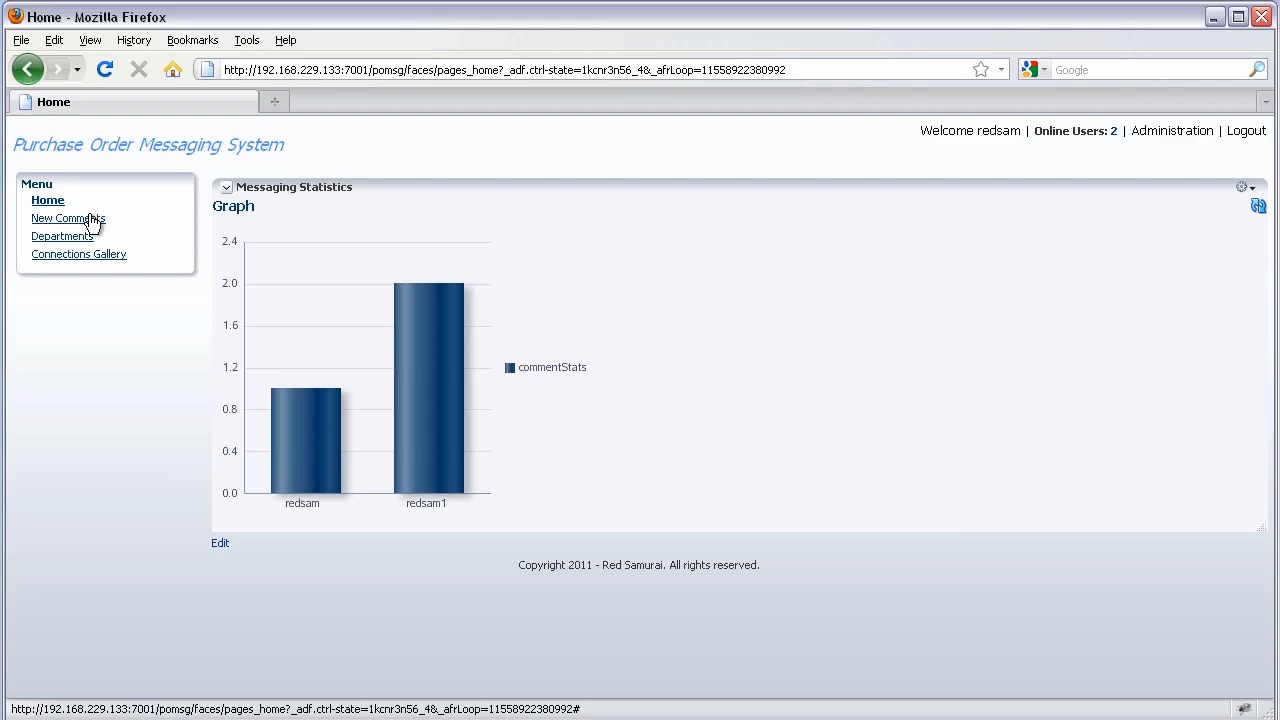 Home - Mozilla Firefox
File Edit View History Bookmarks Tools Help
http://192.168.229.133:7001/pomsg/faces/pages_home?_adf.ctrl-state=1kcnr3n56_4&_afrLoop=11558922380992
Google
Home
Welcome redsam | Online Users: 2 | Administration | Logout
Purchase Order Messaging System
Menu
Home
New Comments
Departments
Connections Gallery
Messaging Statistics
Graph
2.4
2.0
1.6
1.2
0.8
0.4
0.0
redsam redsam1
commentStats
Edit
Copyright 2011 - Red Samurai. All rights reserved.
http://192.168.229.133:7001/pomsg/faces/pages_home?_adf.ctrl-state=1kcnr3n56_4&_afrLoop=11558922380992#